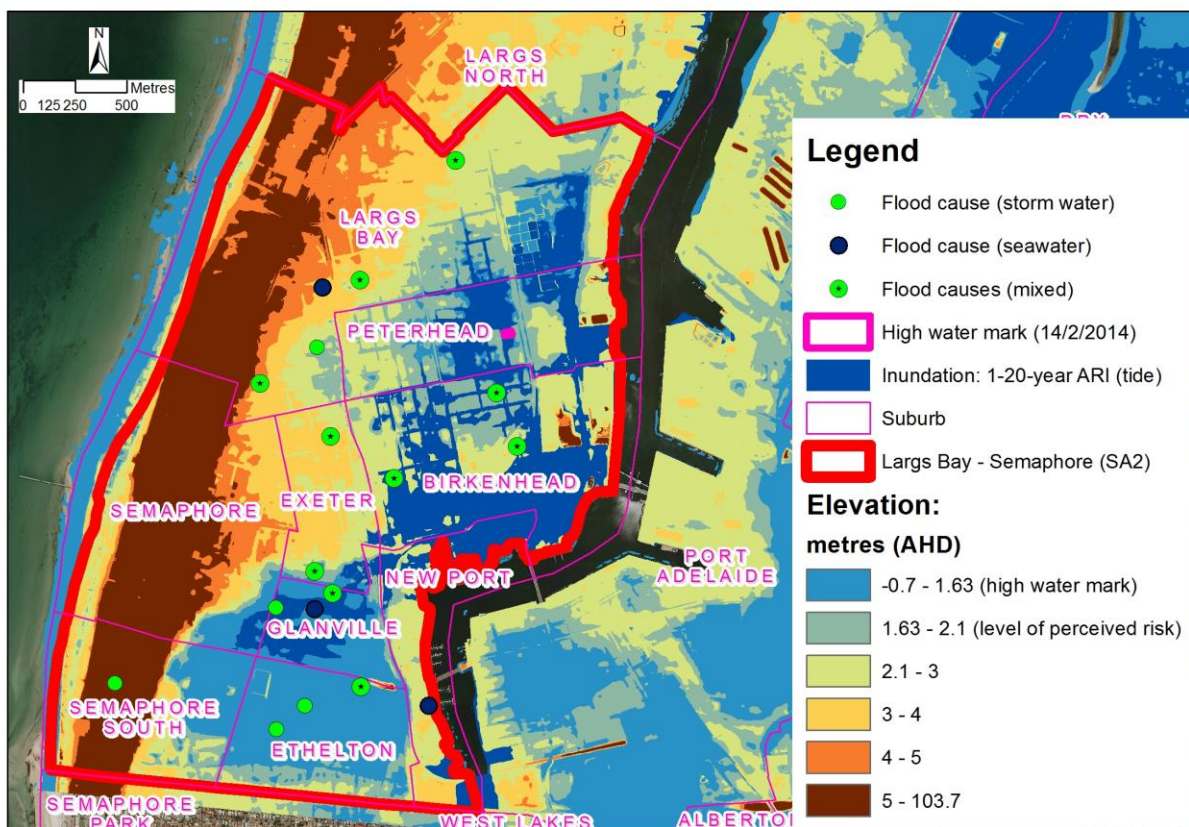 N
Metres
0 125 250 500
LARGS
NORTH
LARGS
BAY
PETERHEAD
SEMAPHORE
EXETER
BIRKENHEAD
NEW PORT
PORT
ADELAIDE
GLANVILLE
SEMAPHORE
SOUTH
ETHELTON
SEMAPHORE
PARK
WEST LAKES
ALBERTON
DRY
Legend
Flood cause (storm water)
Flood cause (seawater)
Flood causes (mixed)
High water mark (14/2/2014)
Inundation: 1-20-year ARI (tide)
Suburb
Largs Bay - Semaphore (SA2)
Elevation:
metres (AHD)
-0.7 - 1.63 (high water mark)
1.63 - 2.1 (level of perceived risk)
2.1 - 3
3 - 4
4 - 5
5 - 103.7